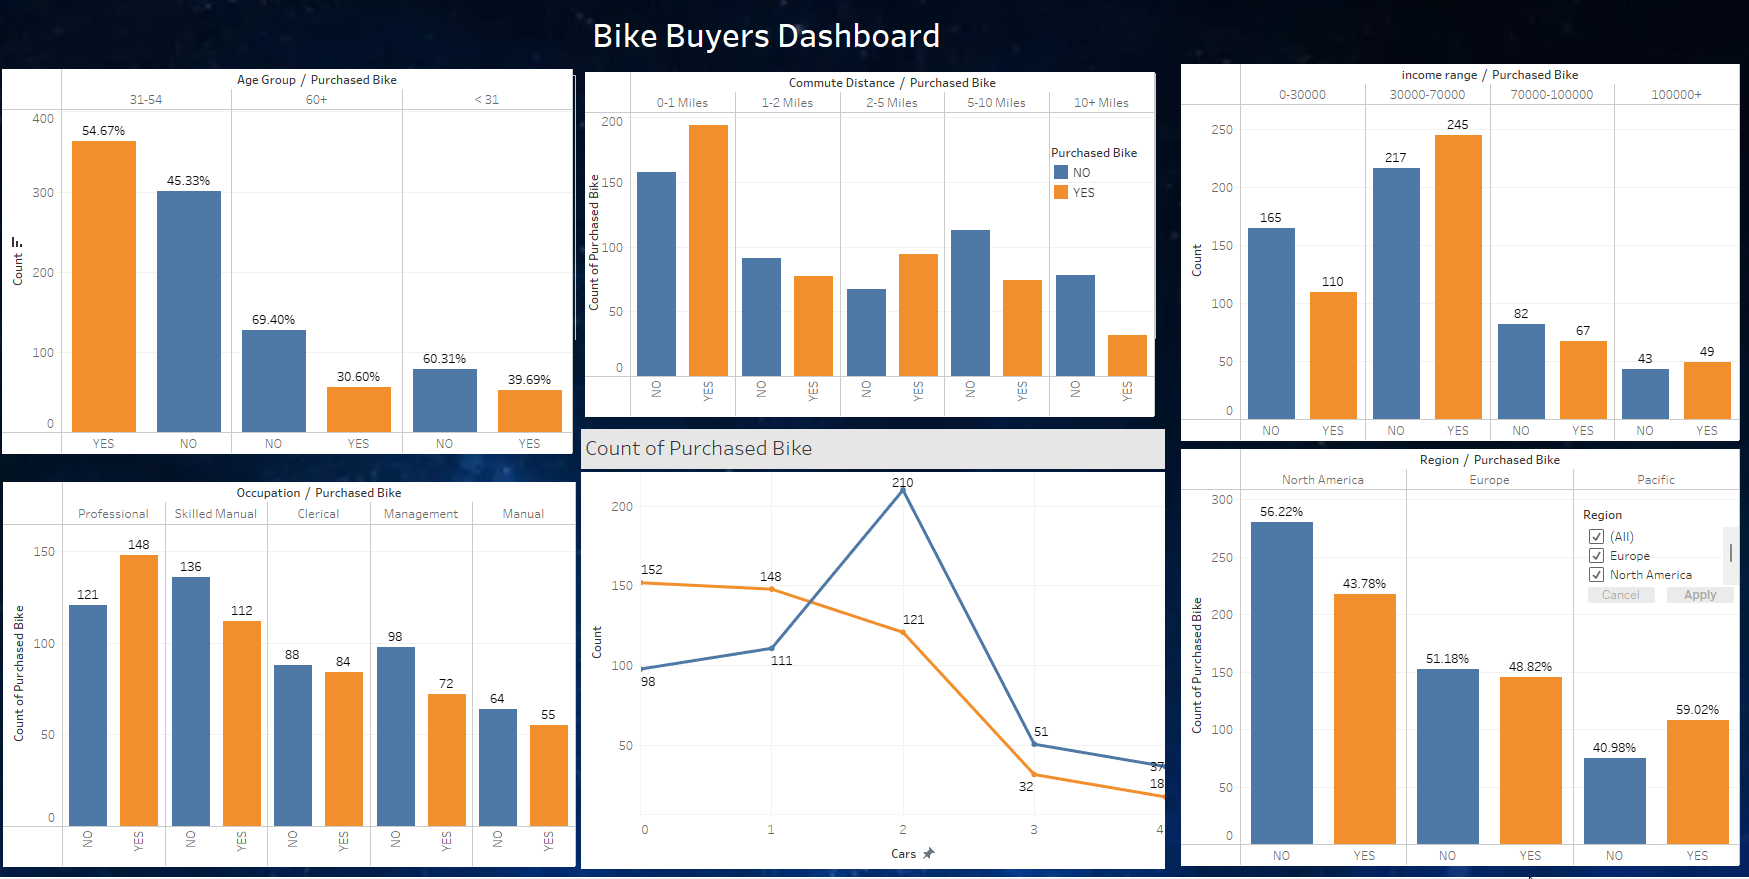 Bike Buyers Dashboard
Age Group / Purchased Bike
31-54 60+ < 31
400
300
200
100
0
Count
54.67%
45.33%
69.40%
30.60%
60.31%
39.69%
YES NO NO YES NO YES
Commute Distance / Purchased Bike
0-1 Miles 1-2 Miles 2-5 Miles 5-10 Miles 10+ Miles
200
150
100
50
0
Count of Purchased Bike
Purchased Bike
NO
YES
NO YES NO YES NO YES NO YES NO YES
income range / Purchased Bike
0-30000 30000-70000 70000-100000 100000+
250
200
150
100
50
0
Count
165
110
217
245
82
67
43
49
NO YES NO YES NO YES NO YES
Occupation / Purchased Bike
Professional Skilled Manual Clerical Management Manual
150
100
50
0
Count of Purchased Bike
121
148
136
112
88
84
98
72
64
55
NO YES NO YES NO YES NO YES NO YES
Count of Purchased Bike
200
150
100
50
Count
152
148
121
32
18
98
111
210
51
37
0 1 2 3 4
Cars
Region / Purchased Bike
North America Europe Pacific
300
250
200
150
100
50
0
Count of Purchased Bike
56.22%
43.78%
51.18%
48.82%
40.98%
59.02%
Region
(All)
Europe
North America
Cancel Apply
NO YES NO YES NO YES